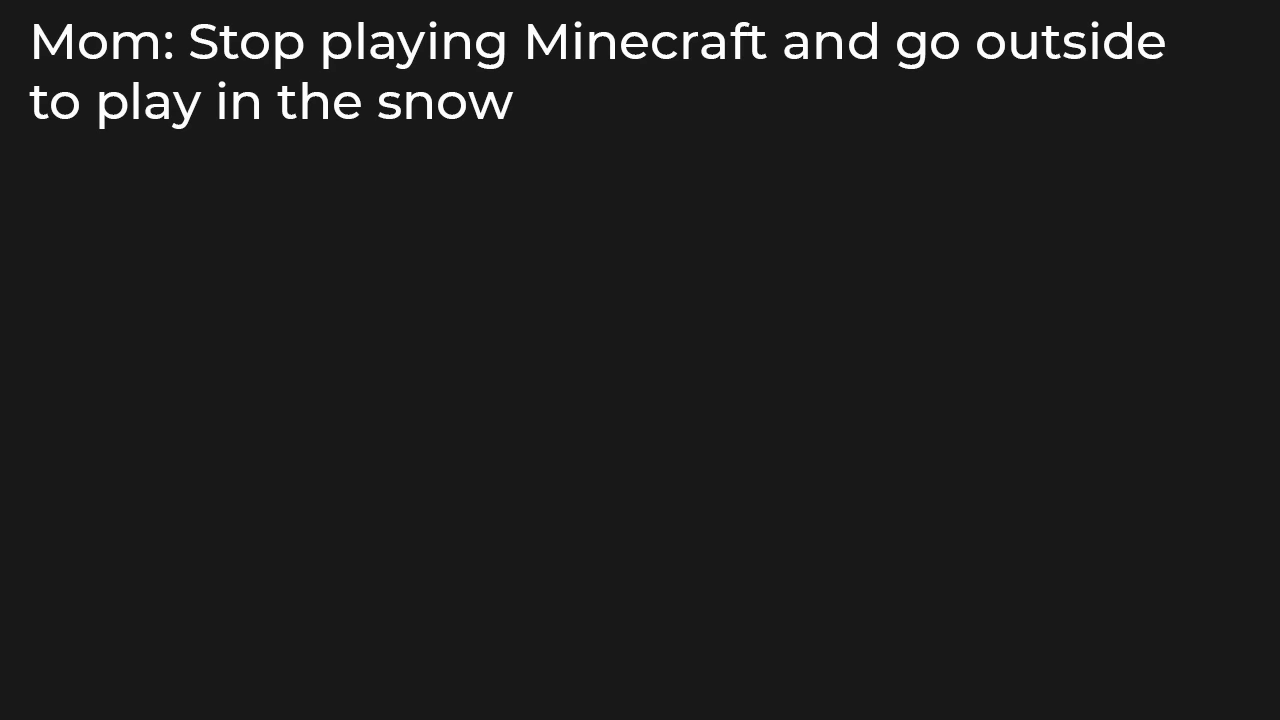 Mom: Stop playing Minecraft and go outside
to play in the snow